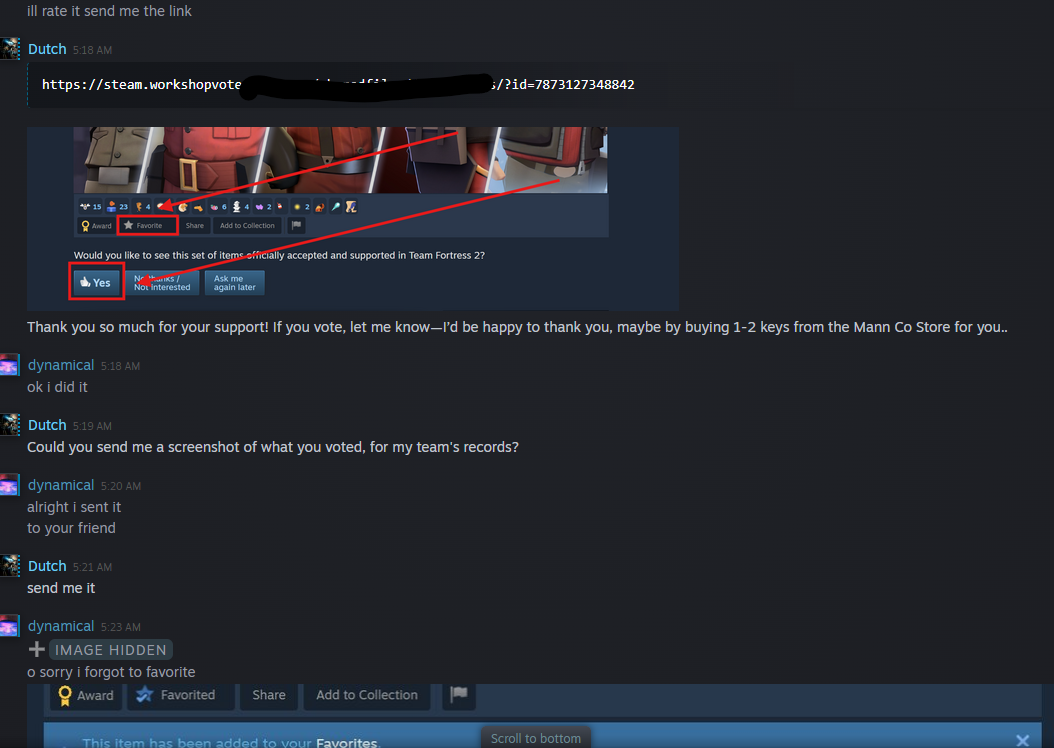 ill rate it send me the link
Dutch 5:18 AM
https://steam.workshopvote s/?id=7873127348842
15 23 4 6 4 2 2
Award Favorite Share Add to Collection
Would you like to see this set of items officially accepted and supported in Team Fortress 2?
Yes
No thanks /
Not interested
Ask me
again later
Thank you so much for your support! If you vote, let me know—I'd be happy to thank you, maybe by buying 1-2 keys from the Mann Co Store for you..
dynamical 5:18 AM
ok i did it
Dutch 5:19 AM
Could you send me a screenshot of what you voted, for my team's records?
dynamical 5:20 AM
alright i sent it
to your friend
Dutch 5:21 AM
send me it
dynamical 5:23 AM
IMAGE HIDDEN
o sorry i forgot to favorite
Award Favorited Share Add to Collection
This item has been added to your Favorites.
Scroll to bottom